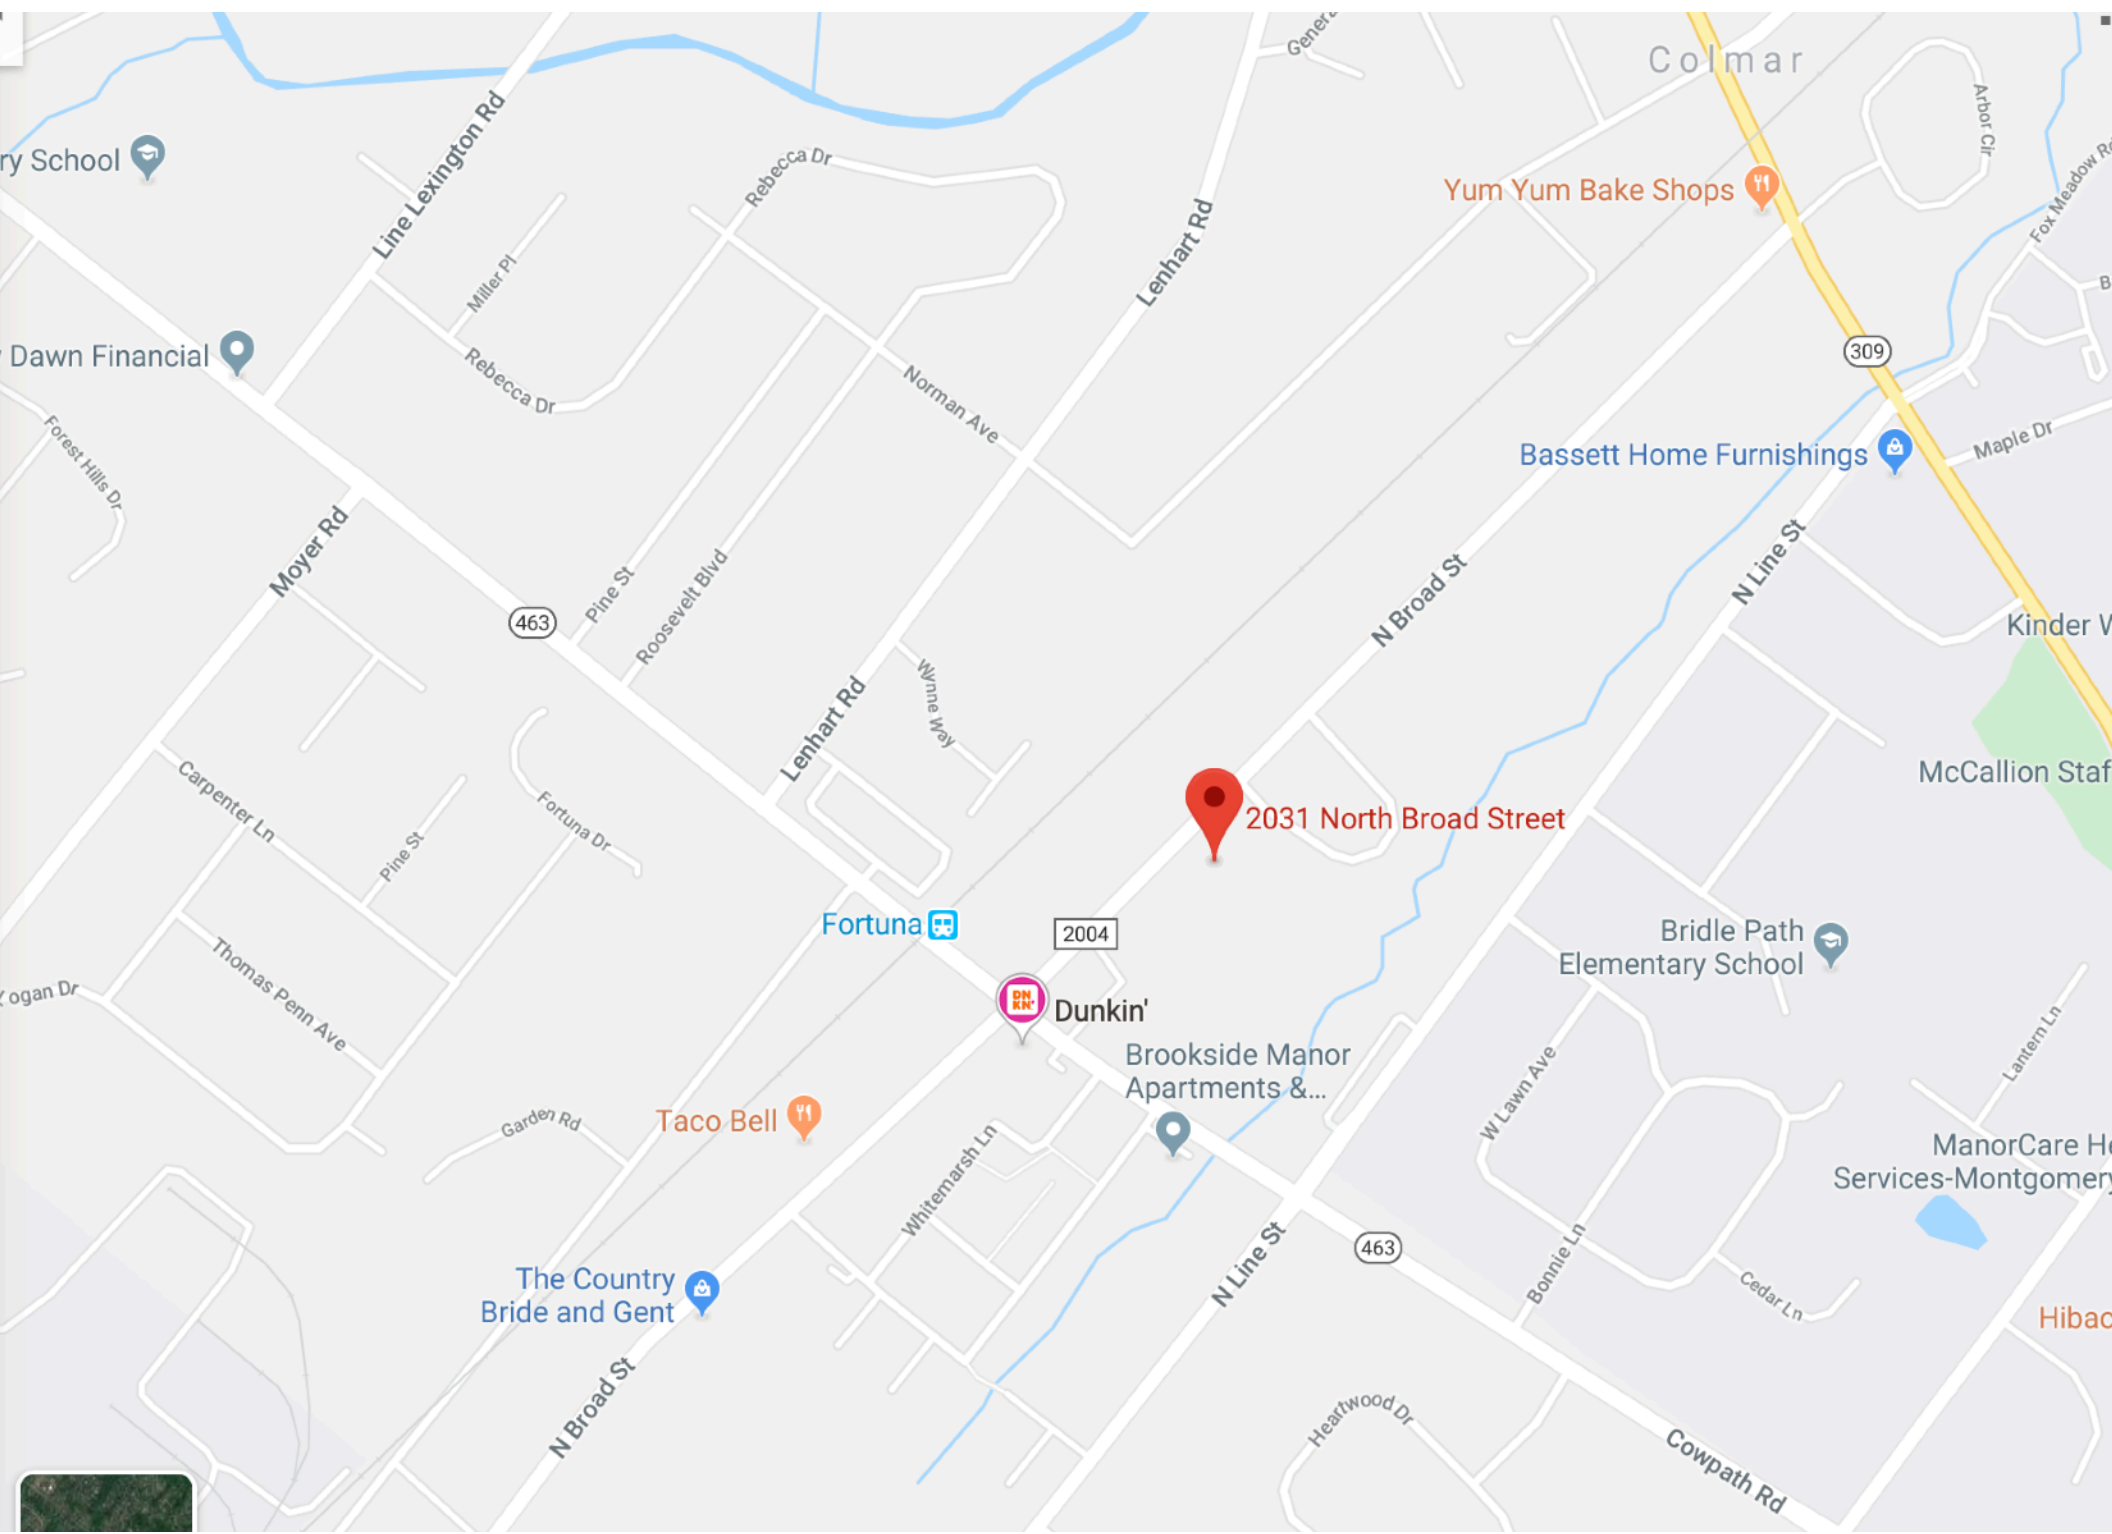 Colmar
Genera
Arbor Cir
Line Lexington Rd
ry School
Rebecca Dr
Fox Meadow Rd
Yum Yum Bake Shops
Lenhart Rd
Miller Pl
B
Dawn Financial
309
Rebecca Dr
Norman Ave
Forest Hills Dr
Bassett Home Furnishings
Maple Dr
Moyer Rd
N Line St
Pine St
Roosevelt Blvd
N Broad St
463
Kinder W
Wynne Way
Lenhart Rd
McCallion Staf
Carpenter Ln
Fortuna Dr
2031 North Broad Street
Pine St
Fortuna
2004
Bridle Path
Elementary School
Thomas Penn Ave
ogan Dr
DN
KN'
Dunkin'
Lantern Ln
Brookside Manor
Apartments &...
W Lawn Ave
Garden Rd
Taco Bell
Whitemarsh Ln
ManorCare He
Services-Montgomery
N Line St
463
Bonnie Ln
Cedar Ln
The Country
Bride and Gent
Hibac
N Broad St
Heartwood Dr
Cowpath Rd